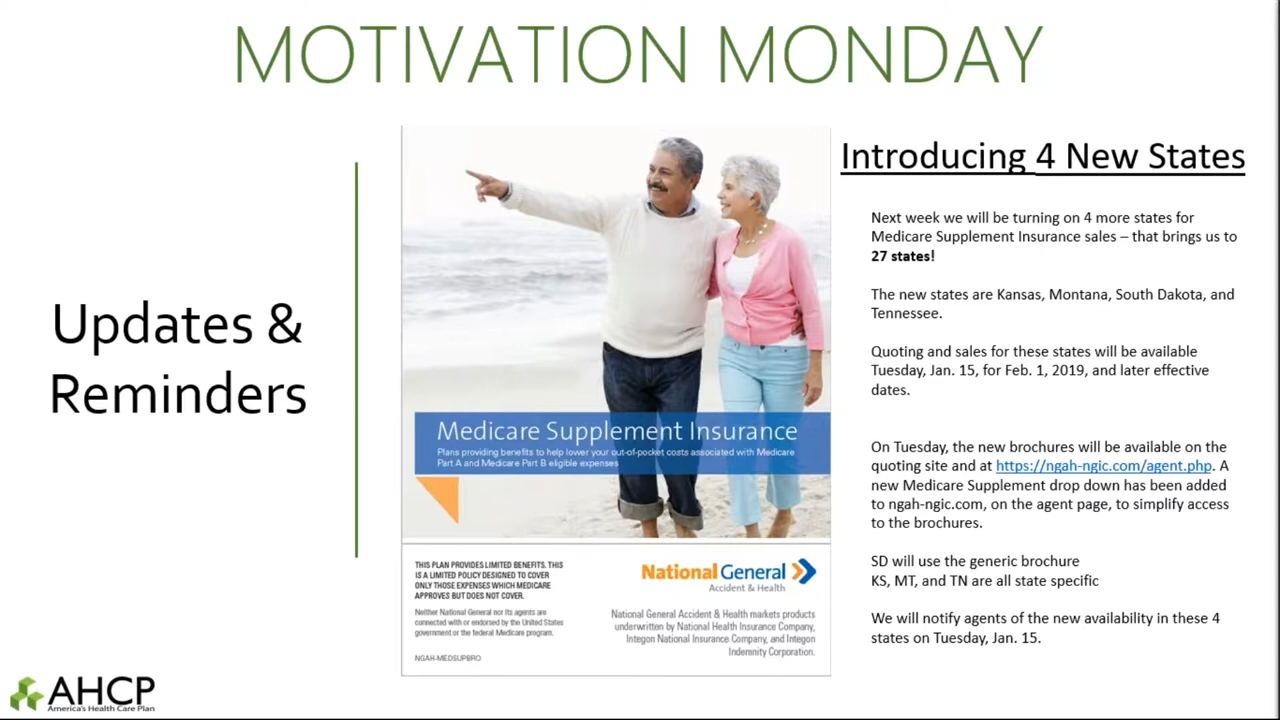 MOTIVATION MONDAY
Updates &
Reminders
Medicare Supplement Insurance
Plans providing benefits to help lower your out-of-pocket costs associated with Medicare
Part A and Medicare Part B eligible expenses
THIS PLAN PROVIDES LIMITED BENEFITS. THIS
IS A LIMITED POLICY DESIGNED TO COVER
ONLY THOSE EXPENSES WHICH MEDICARE
APPROVES BUT DOES NOT COVER.
Neither National General nor its agents are
connected with or endorsed by the United States
government or the federal Medicare program.
NGAH-MEDSUPBRO
National General
Accident & Health
National General Accident & Health markets products
underwritten by National Health Insurance Company,
Integon National Insurance Company, and Integon
Indemnity Corporation.
Introducing 4 New States
Next week we will be turning on 4 more states for
Medicare Supplement Insurance sales – that brings us to
27 states!
The new states are Kansas, Montana, South Dakota, and
Tennessee.
Quoting and sales for these states will be available
Tuesday, Jan. 15, for Feb. 1, 2019, and later effective
dates.
On Tuesday, the new brochures will be available on the
quoting site and at https://ngah-ngic.com/agent.php. A
new Medicare Supplement drop down has been added
to ngah-ngic.com, on the agent page, to simplify access
to the brochures.
SD will use the generic brochure
KS, MT, and TN are all state specific
We will notify agents of the new availability in these 4
states on Tuesday, Jan. 15.
AHCP
America's Health Care Plan